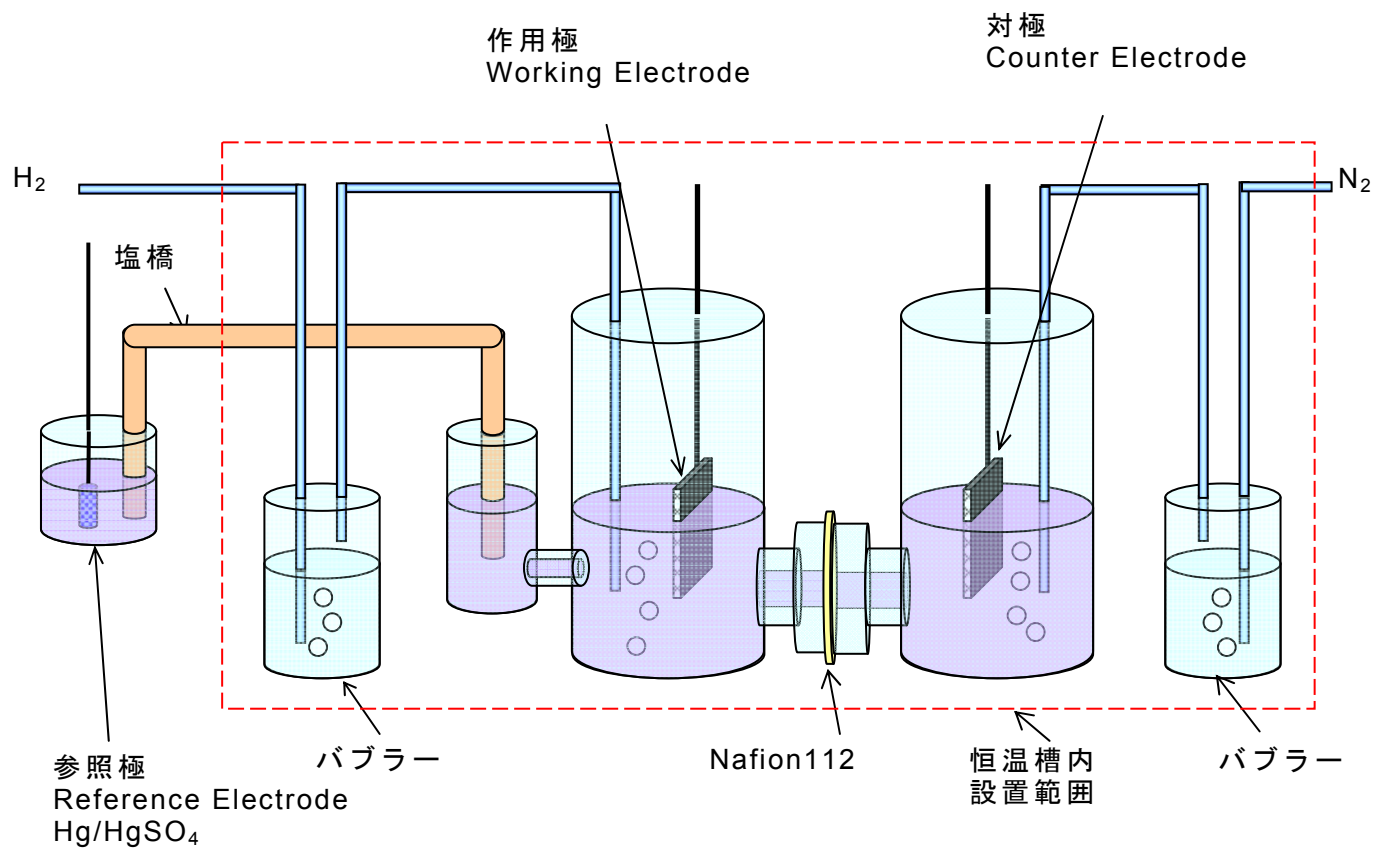 作用極
Working Electrode
対極
Counter Electrode
H₂
N₂
塩橋
参照極
Reference Electrode
Hg/HgSO₄
バブラー
Nafion112
恒温槽内
設置範囲
バブラー